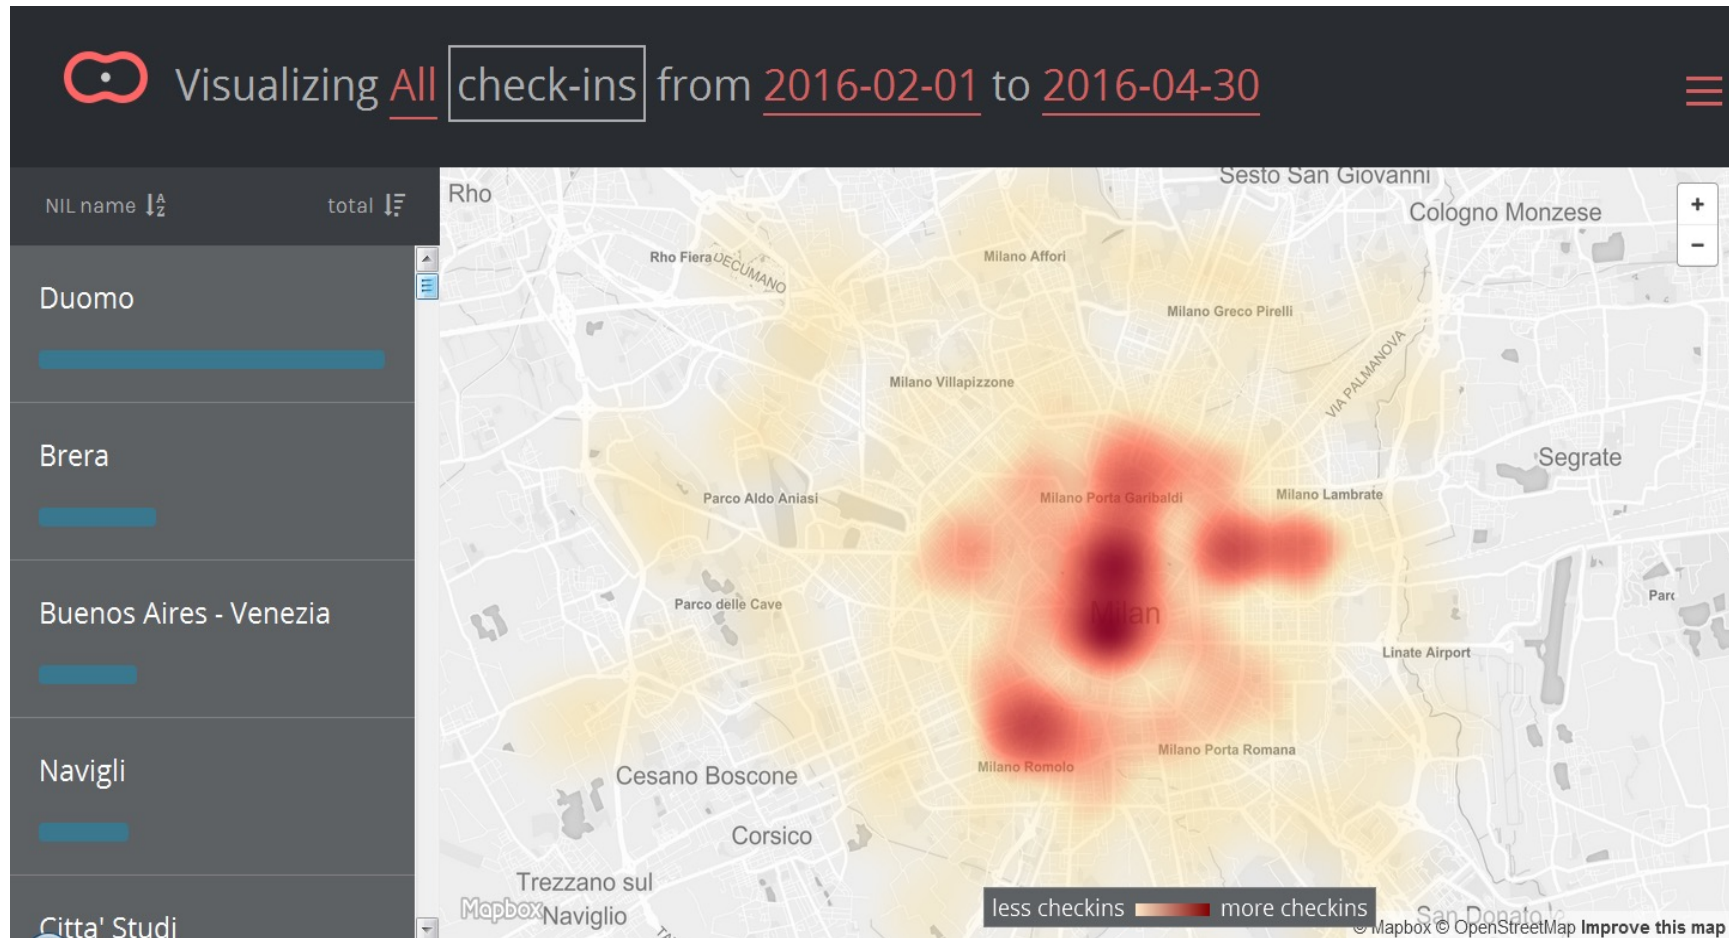 Visualizing All check-ins from 2016-02-01 to 2016-04-30
NIL name
total
Duomo
Brera
Buenos Aires - Venezia
Navigli
Citta' Studi
Rho
Sesto San Giovanni
Cologno Monzese
+
−
Rho Fiera
DECUMANO
Milano Affori
Milano Greco Pirelli
VIA PALMANOVA
Milano Villapizzone
Segrate
Parco Aldo Aniasi
Milano Porta Garibaldi
Milano Lambrate
Parco delle Cave
Milan
Parc
Linate Airport
Milano Porta Romana
Milano Romolo
Cesano Boscone
Corsico
Trezzano sul
Naviglio
Mapbox
less checkins more checkins
San Donato
© Mapbox © OpenStreetMap Improve this map